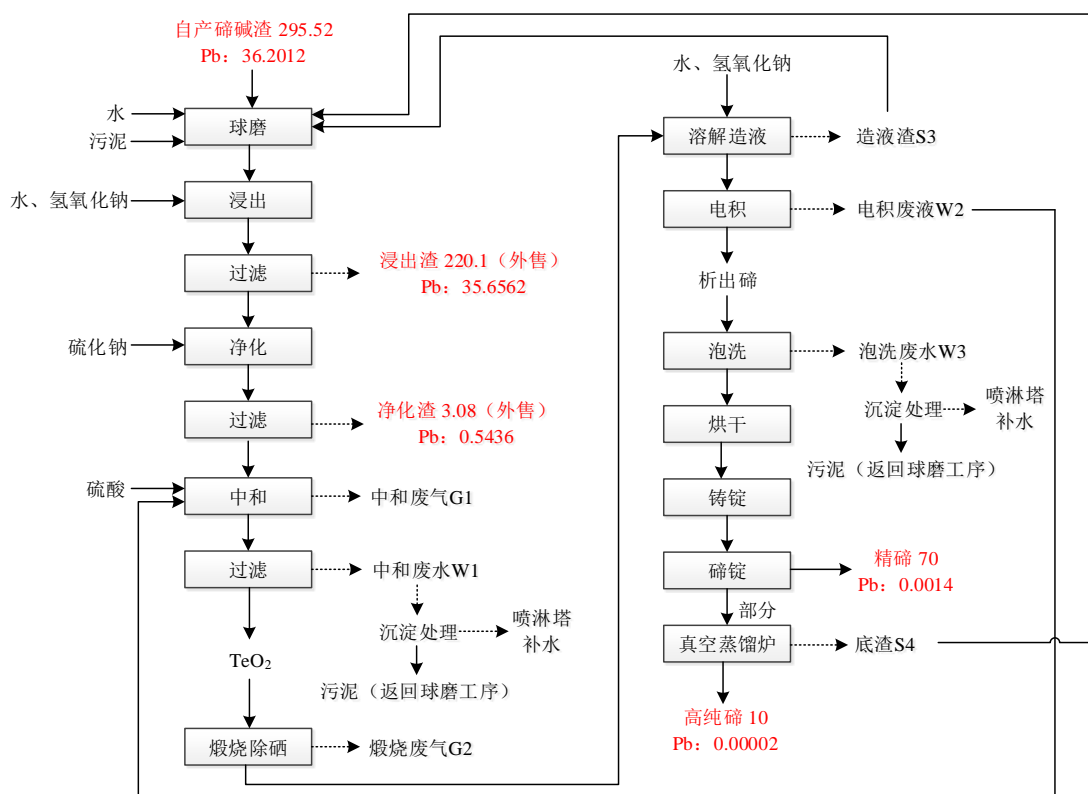 自产碲碱渣 295.52
Pb：36.2012
水
污泥
球磨
水、氢氧化钠
浸出
过滤
浸出渣 220.1（外售）
Pb：35.6562
硫化钠
净化
过滤
净化渣 3.08（外售）
Pb：0.5436
硫酸
中和
中和废气G1
过滤
中和废水W1
沉淀处理
喷淋塔
补水
污泥（返回球磨工序）
TeO2
煅烧除硒
煅烧废气G2
水、氢氧化钠
溶解造液
造液渣S3
电积
电积废液W2
析出碲
泡洗
泡洗废水W3
沉淀处理
喷淋塔
补水
污泥（返回球磨工序）
烘干
铸锭
碲锭
精碲 70
Pb：0.0014
部分
真空蒸馏炉
底渣S4
高纯碲 10
Pb：0.00002